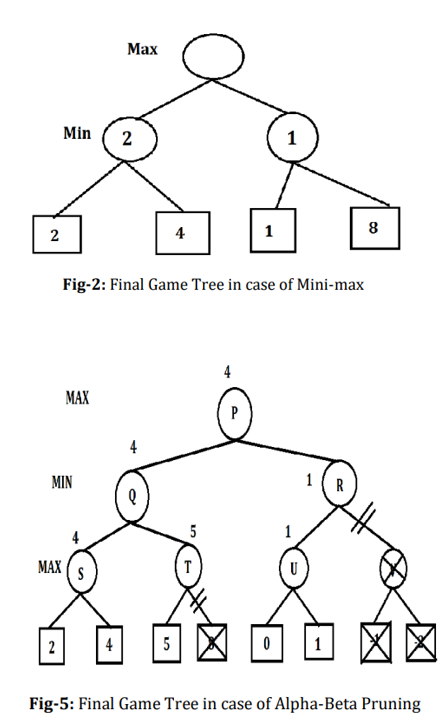 Max
Min 2 1
2 4 1 8
Fig-2: Final Game Tree in case of Mini-max
4
MAX P
4
MIN Q 1 R
4 5 1
MAX S T U
2 4 5 0 1
Fig-5: Final Game Tree in case of Alpha-Beta Pruning